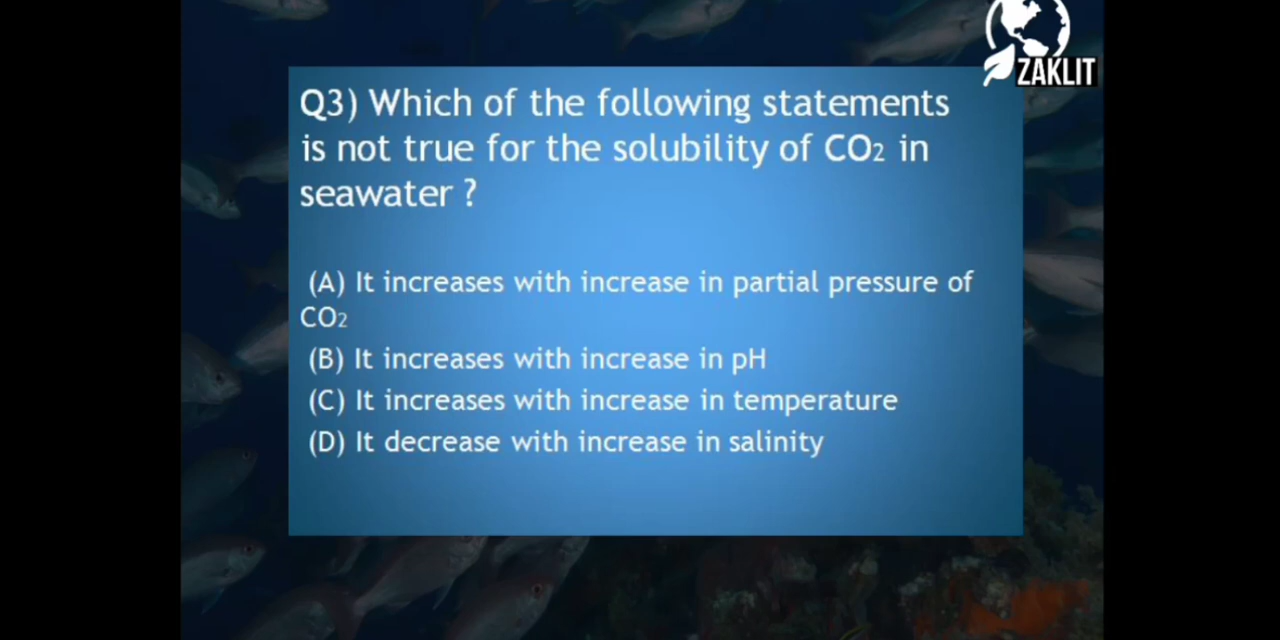 ZAKLIT
Q3) Which of the following statements
is not true for the solubility of CO2 in
seawater ?
(A) It increases with increase in partial pressure of
CO2
(B) It increases with increase in pH
(C) It increases with increase in temperature
(D) It decrease with increase in salinity